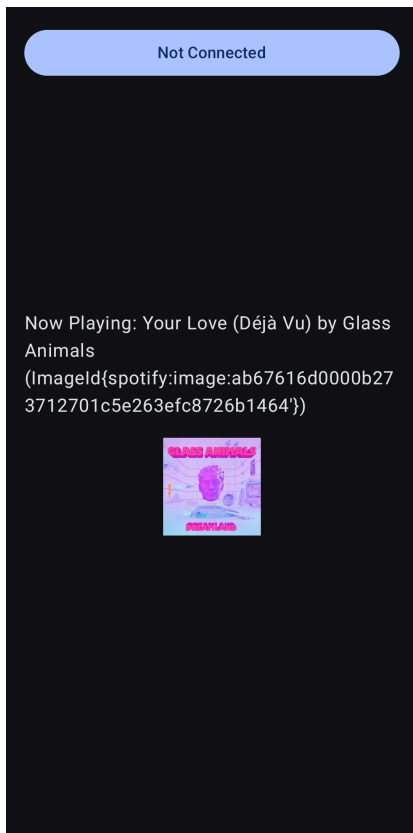 Not Connected
Now Playing: Your Love (Déjà Vu) by Glass
Animals
(ImageId{spotify:image:ab67616d0000b27
3712701c5e263efc8726b1464'})
GLASS ANIMALS
DREAMLAND